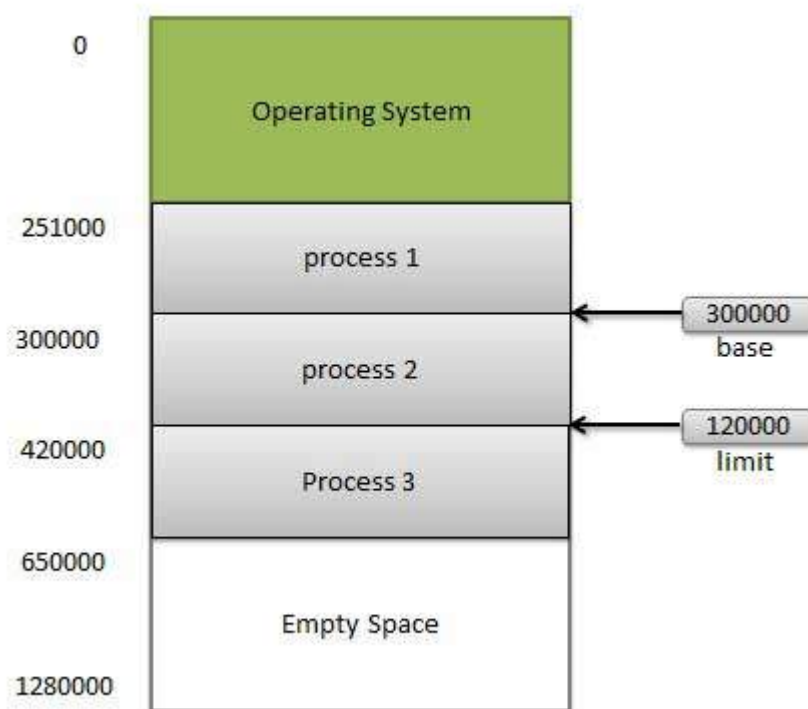 0
Operating System
251000
process 1
300000
300000
base
process 2
120000
420000
limit
Process 3
650000
Empty Space
1280000